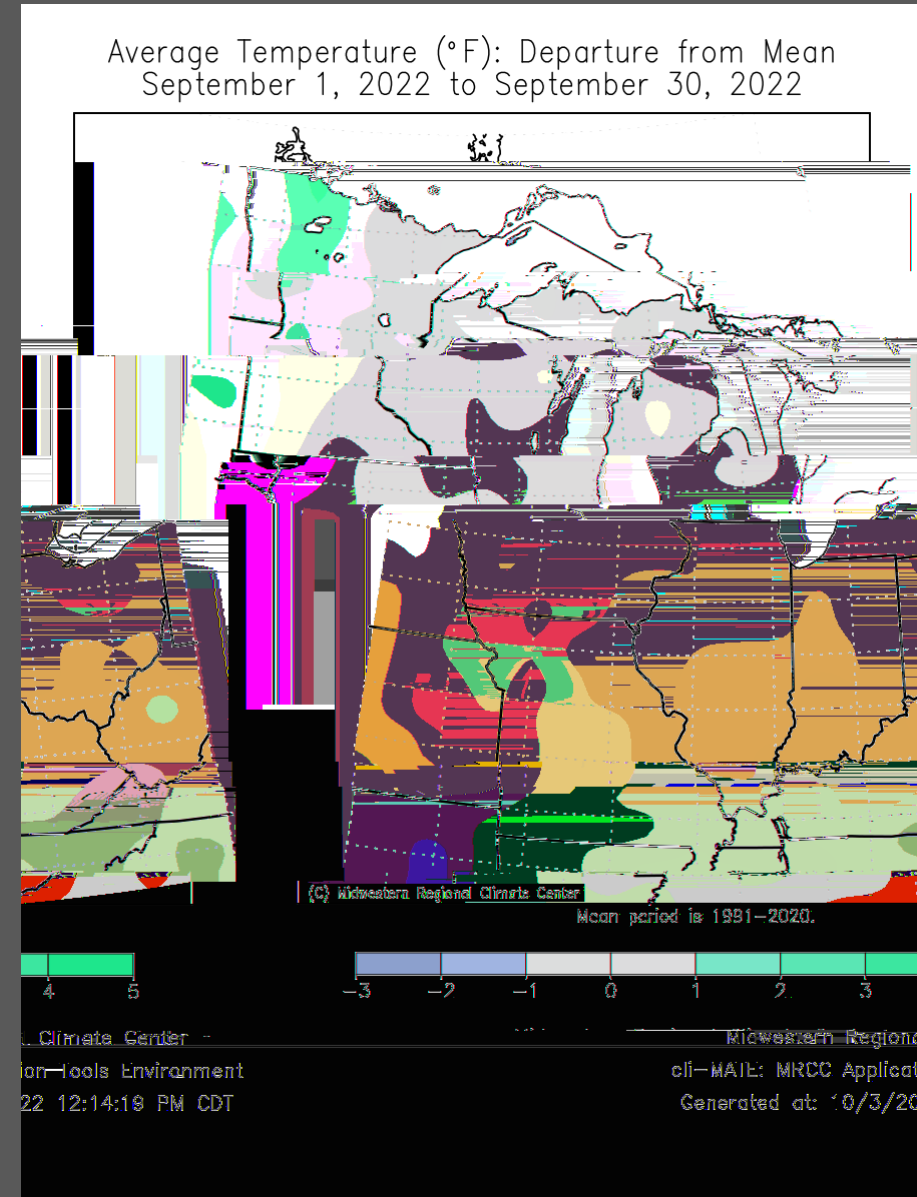 Average Temperature (°F): Departure from Mean
September 1, 2022 to September 30, 2022
(C) Midwestern Regional Climate Center
Mean period is 1991-2020.
4 5 -3 -2 -1 0 1 2 3
Climate Center Midwestern Regiona
ion Tools Environment cli-MATE: MRCC Applicat
22 12:14:19 PM CDT Generated at: 10/3/20